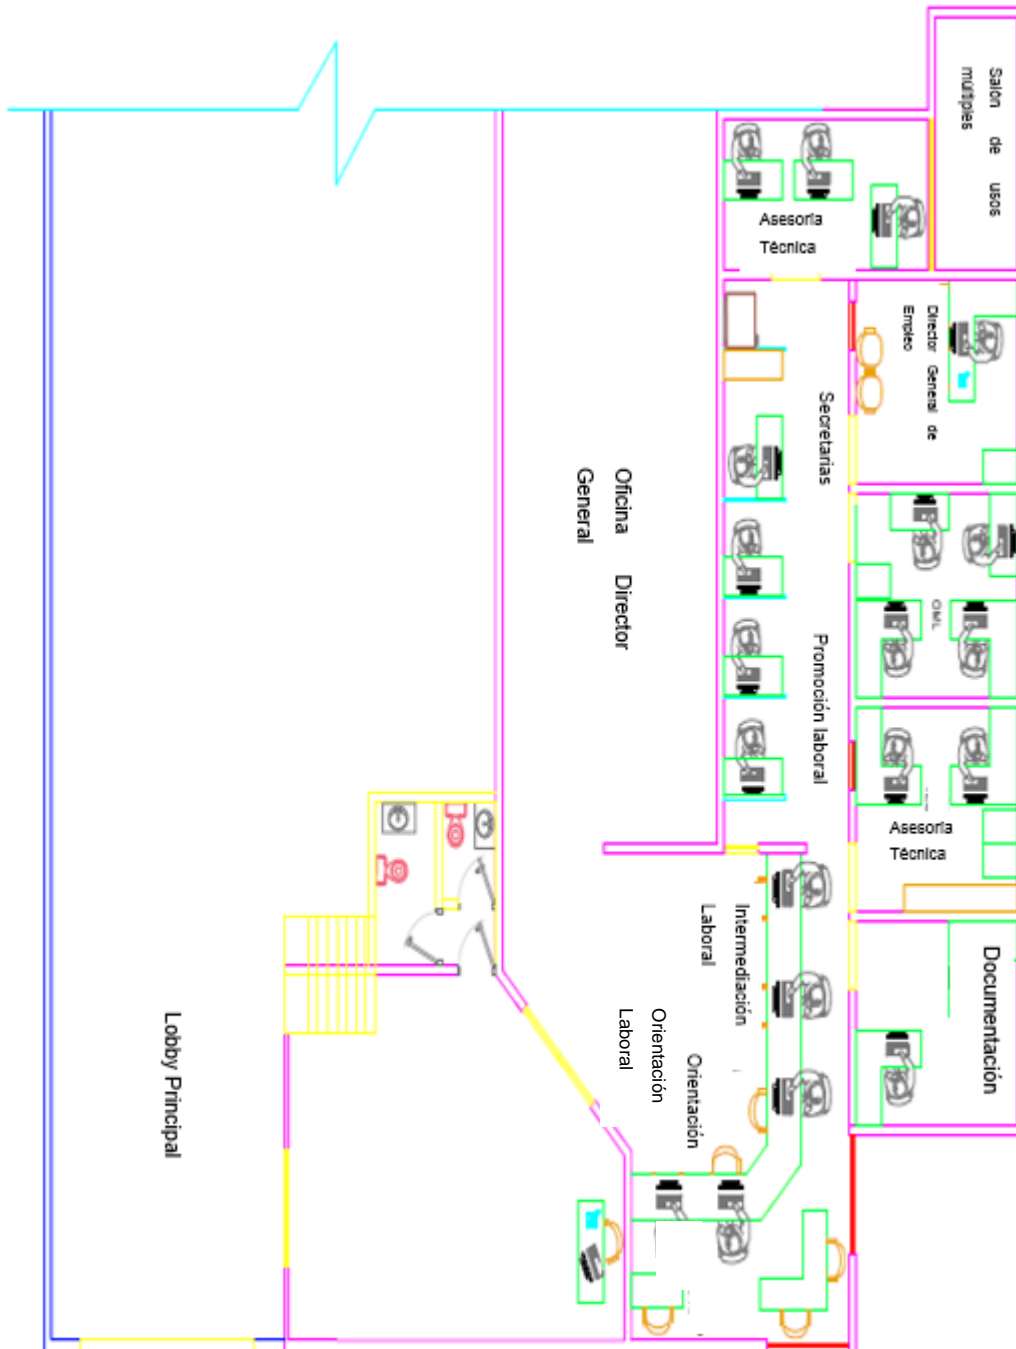 Salón de usos
múltiples
Asesoría
Técnica
Director General de
Empleo
Secretarias
Oficina Director
General
OML
Promoción laboral
Asesoría
Técnica
Intermediación
Laboral
Documentación
Orientación
Laboral
Orientación
Lobby Principal